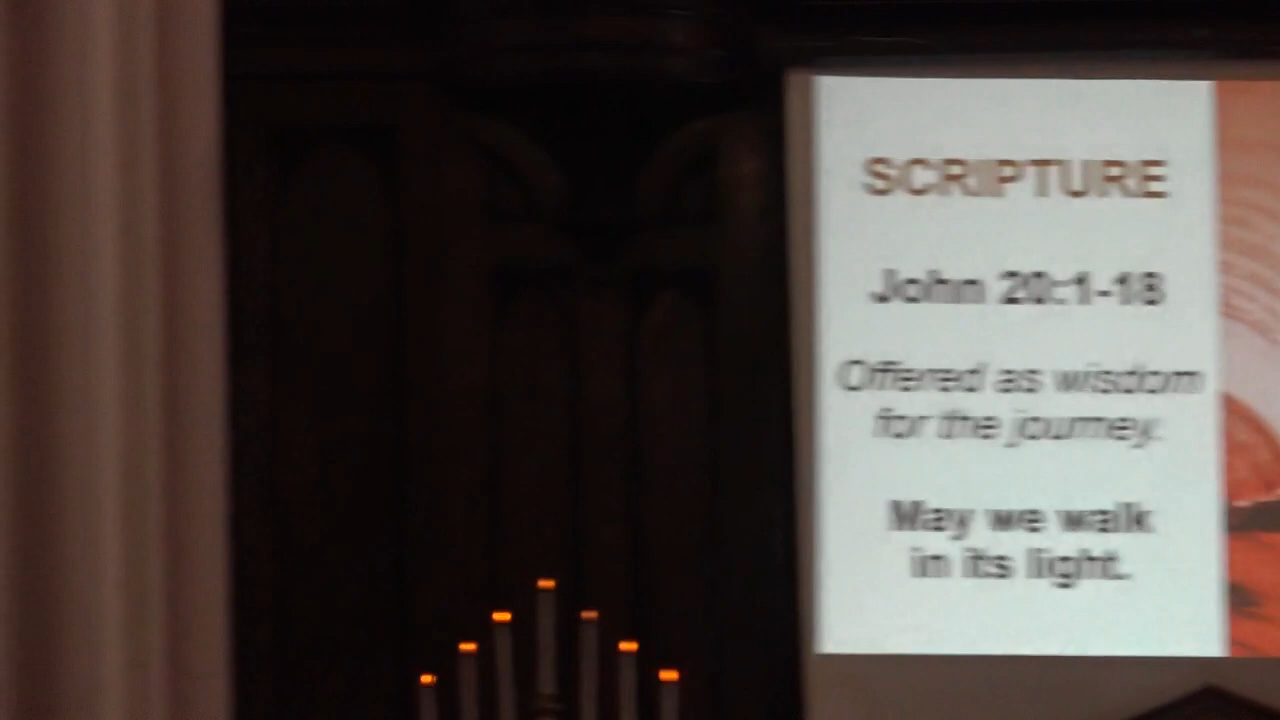 SCRIPTURE
John 20:1-18
Offered as wisdom
for the journey.
May we walk
in its light.